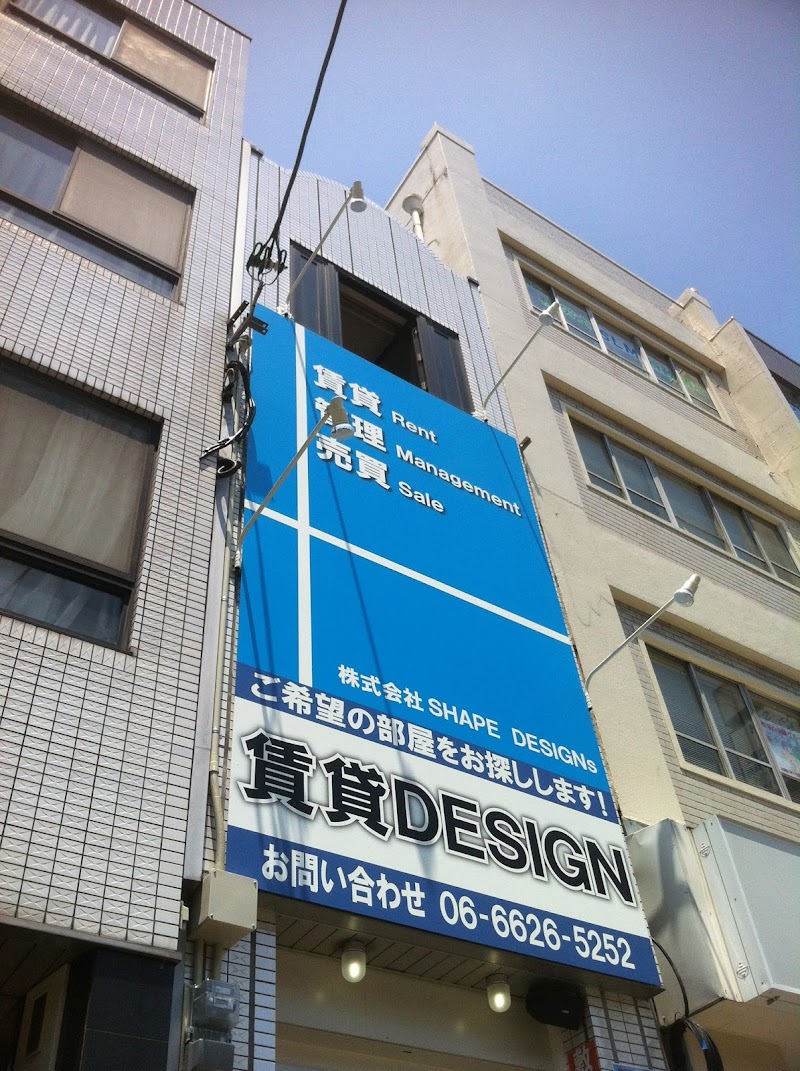 賃貸 Rent
管理 Management
売買 Sale
株式会社 SHAPE DESIGNs
ご希望の部屋をお探しします!
賃貸DESIGN
お問い合わせ 06-6626-5252